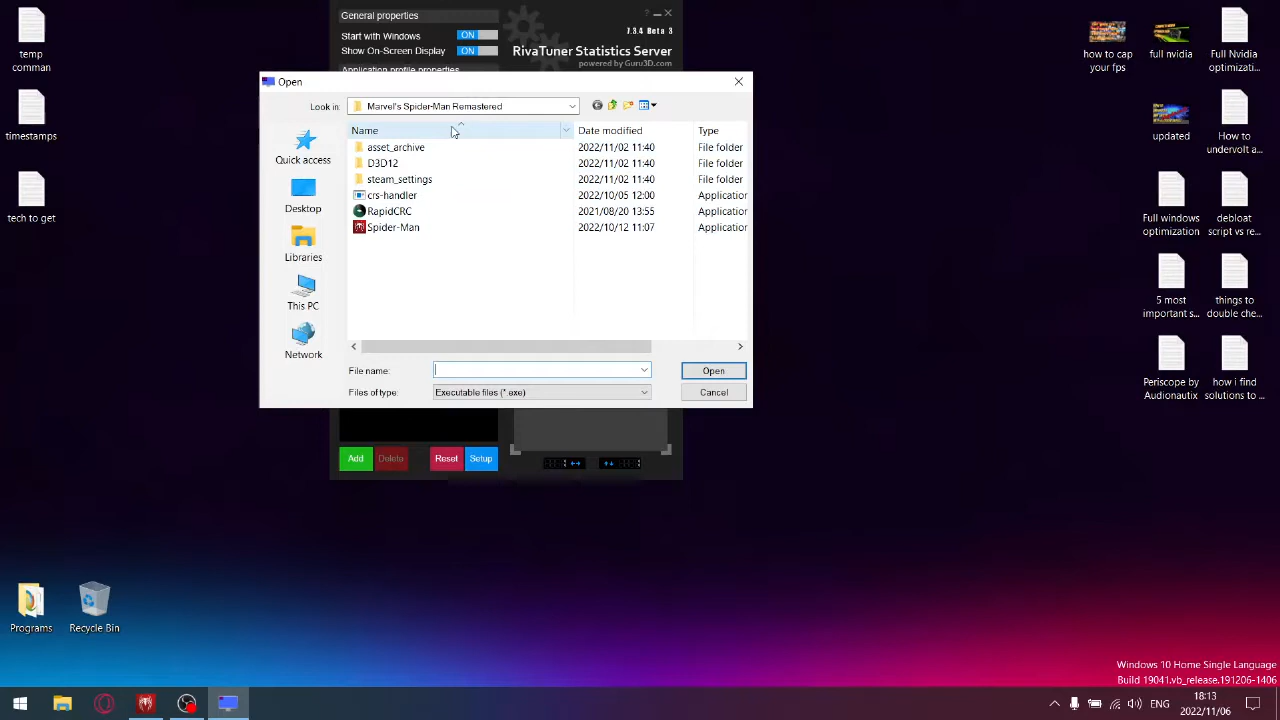 temp
comman
timestamps
tech to get
Programs
Recycle Bin
General properties
Start with Windows
ON
Show On-Screen Display
ON
Application profile properties
? _ ×
7.3.4 Beta 3
RivaTuner Statistics Server
powered by Guru3D.com
Open
Look in:
Marvel's Spider-Man Remastered
Name
Date modified
Type
asset_archive
2022/11/02 11:40
File folder
D3D12
2022/11/02 11:40
File folder
steam_settings
2022/11/02 11:40
File folder
crs-handler
2022/10/05 12:00
Application
RapidCRC
2021/08/20 13:55
Application
Spider-Man
2022/10/12 11:07
Application
Quick access
Desktop
Libraries
This PC
Network
File name:
Open
Files of type:
Executable files (*.exe)
Cancel
Add
Delete
Reset
Setup
how to cap
your fps
full nvidia
Full Nvidia
optimizati...
updated
How to
undervolt a...
Full windows
optimization
debloat
script vs re...
5 most
important s...
things to
double che...
Periscope by
Audionautix
how i find
solutions to ...
Windows 10 Home Single Language
Build 19041.vb_release.191206-1406
ENG
18:13
2022/11/06